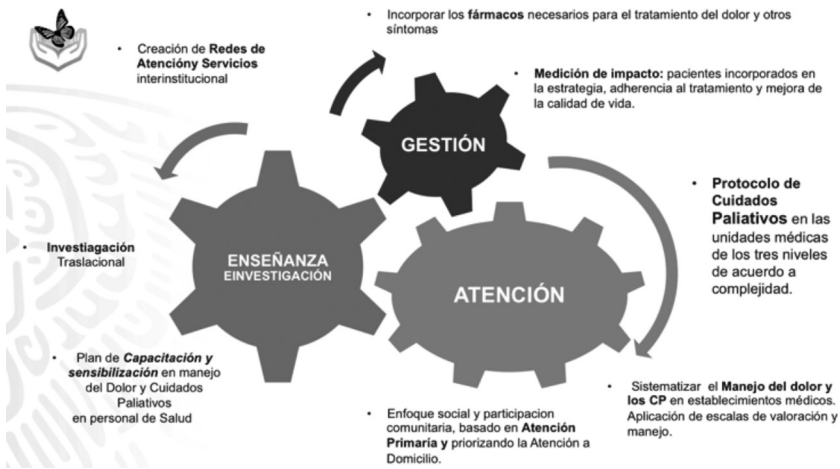 • Incorporar los fármacos necesarios para el tratamiento del dolor y otros
síntomas
• Creación de Redes de
Atencióny Servicios
interinstitucional
• Medición de impacto: pacientes incorporados en
la estrategia, adherencia al tratamiento y mejora de
la calidad de vida.
GESTIÓN
• Protocolo de
Cuidados
Paliativos en las
unidades médicas
de los tres niveles
de acuerdo a
complejidad.
• Investiagación
Traslacional
ENSEÑANZA
EINVESTIGACIÓN
ATENCIÓN
• Plan de Capacitación y
sensibilización en manejo
del Dolor y Cuidados
Paliativos
en personal de Salud
• Enfoque social y participacion
comunitaria, basado en Atención
Primaria y priorizando la Atención a
Domicilio.
• Sistematizar el Manejo del dolor y
los CP en establecimientos médicos.
Aplicación de escalas de valoración y
manejo.